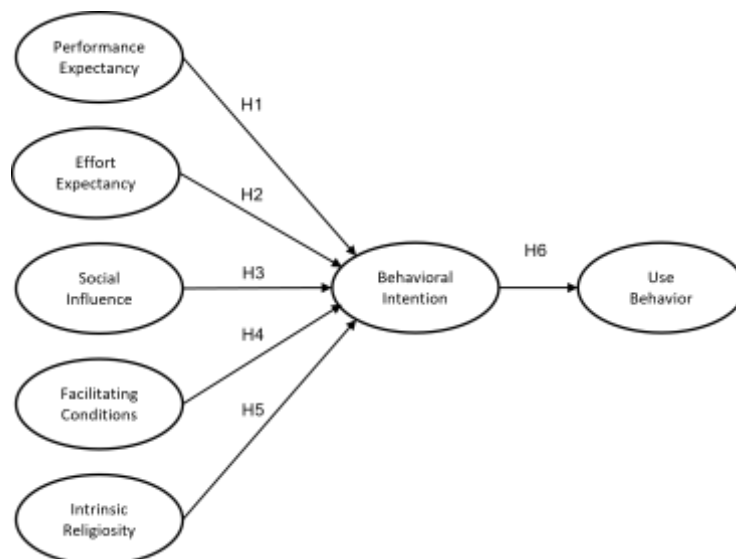 Performance
Expectancy
H1
Effort
Expectancy
H2
Social
Influence
H3
Behavioral
Intention
H6
Use
Behavior
H4
Facilitating
Conditions
H5
Intrinsic
Religiosity